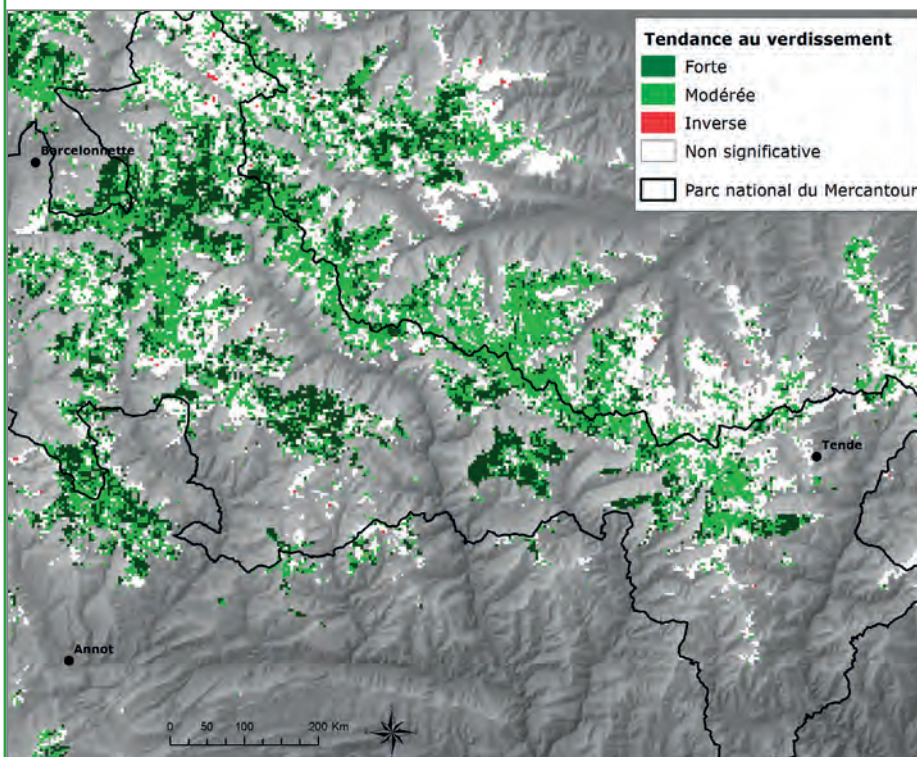 Tendance au verdissement
Forte
Modérée
Inverse
Non significative
Parc national du Mercantour
Barcelonnette
Tende
Annot
0 50 100 200 Km